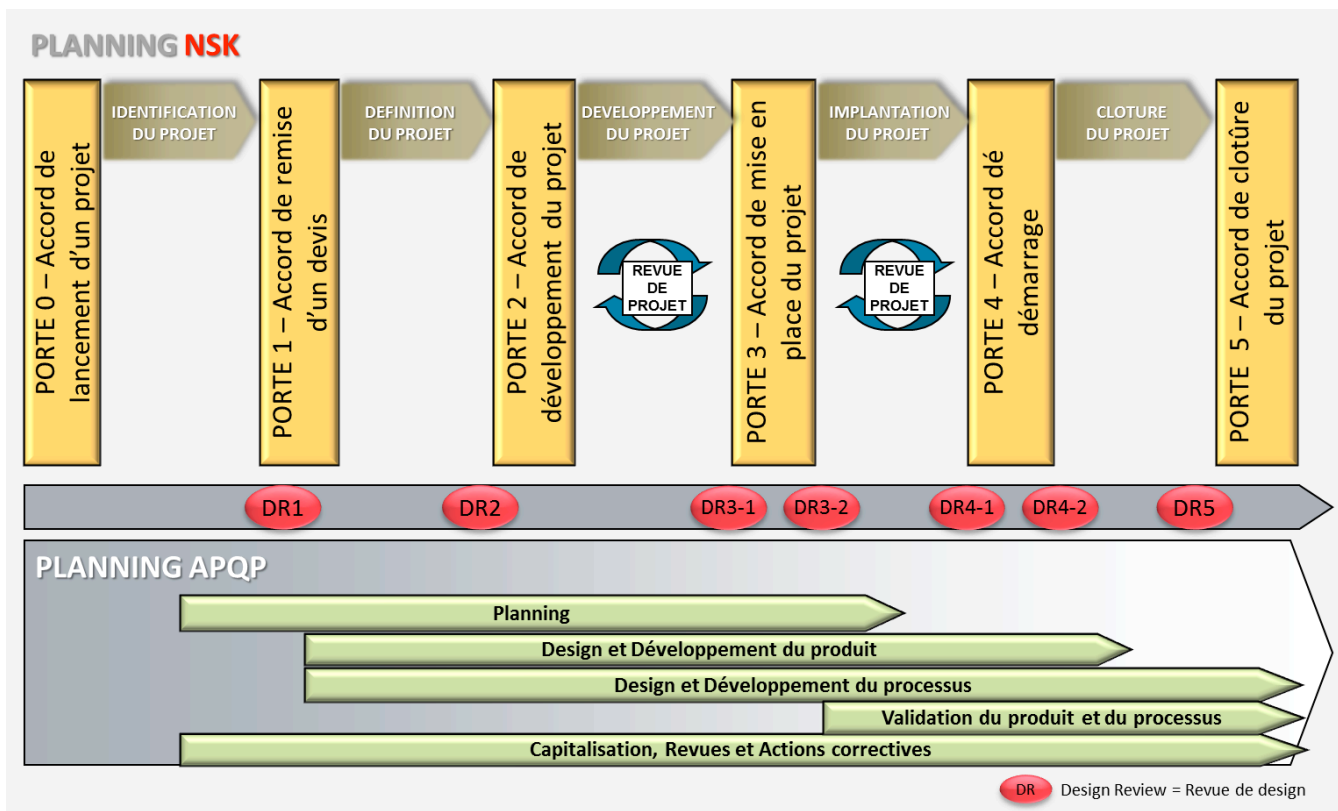 PLANNING NSK
PORTE 0 – Accord de
lancement d'un projet
IDENTIFICATION
DU PROJET
PORTE 1 – Accord de remise
d'un devis
DEFINITION
DU PROJET
PORTE 2 – Accord de
développement du projet
DEVELOPPEMENT
DU PROJET
REVUE
DE
PROJET
PORTE 3 – Accord de mise en
place du projet
IMPLANTATION
DU PROJET
REVUE
DE
PROJET
PORTE 4 – Accord dé
démarrage
CLOTURE
DU PROJET
PORTE 5 – Accord de clotûre
du projet
DR1
DR2
DR3-1
DR3-2
DR4-1
DR4-2
DR5
PLANNING APQP
Planning
Design et Développement du produit
Design et Développement du processus
Validation du produit et du processus
Capitalisation, Revues et Actions correctives
DR Design Review = Revue de design